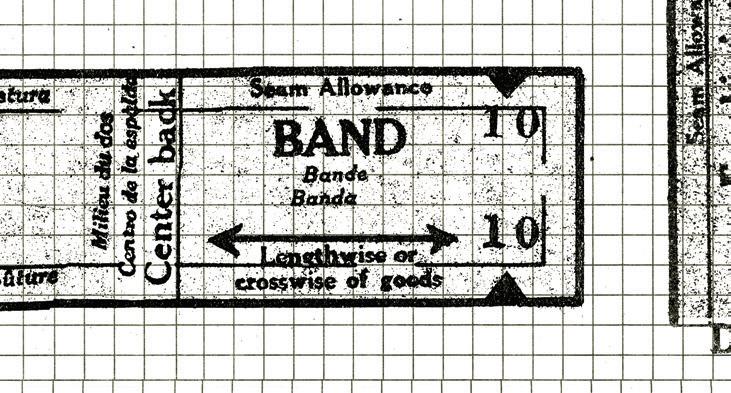 Seam Allowance
10
BAND
Bande
Banda
10
Lengthwise or
crosswise of goods
Milieu du dos
Centro de la espalda
Center back
Seam